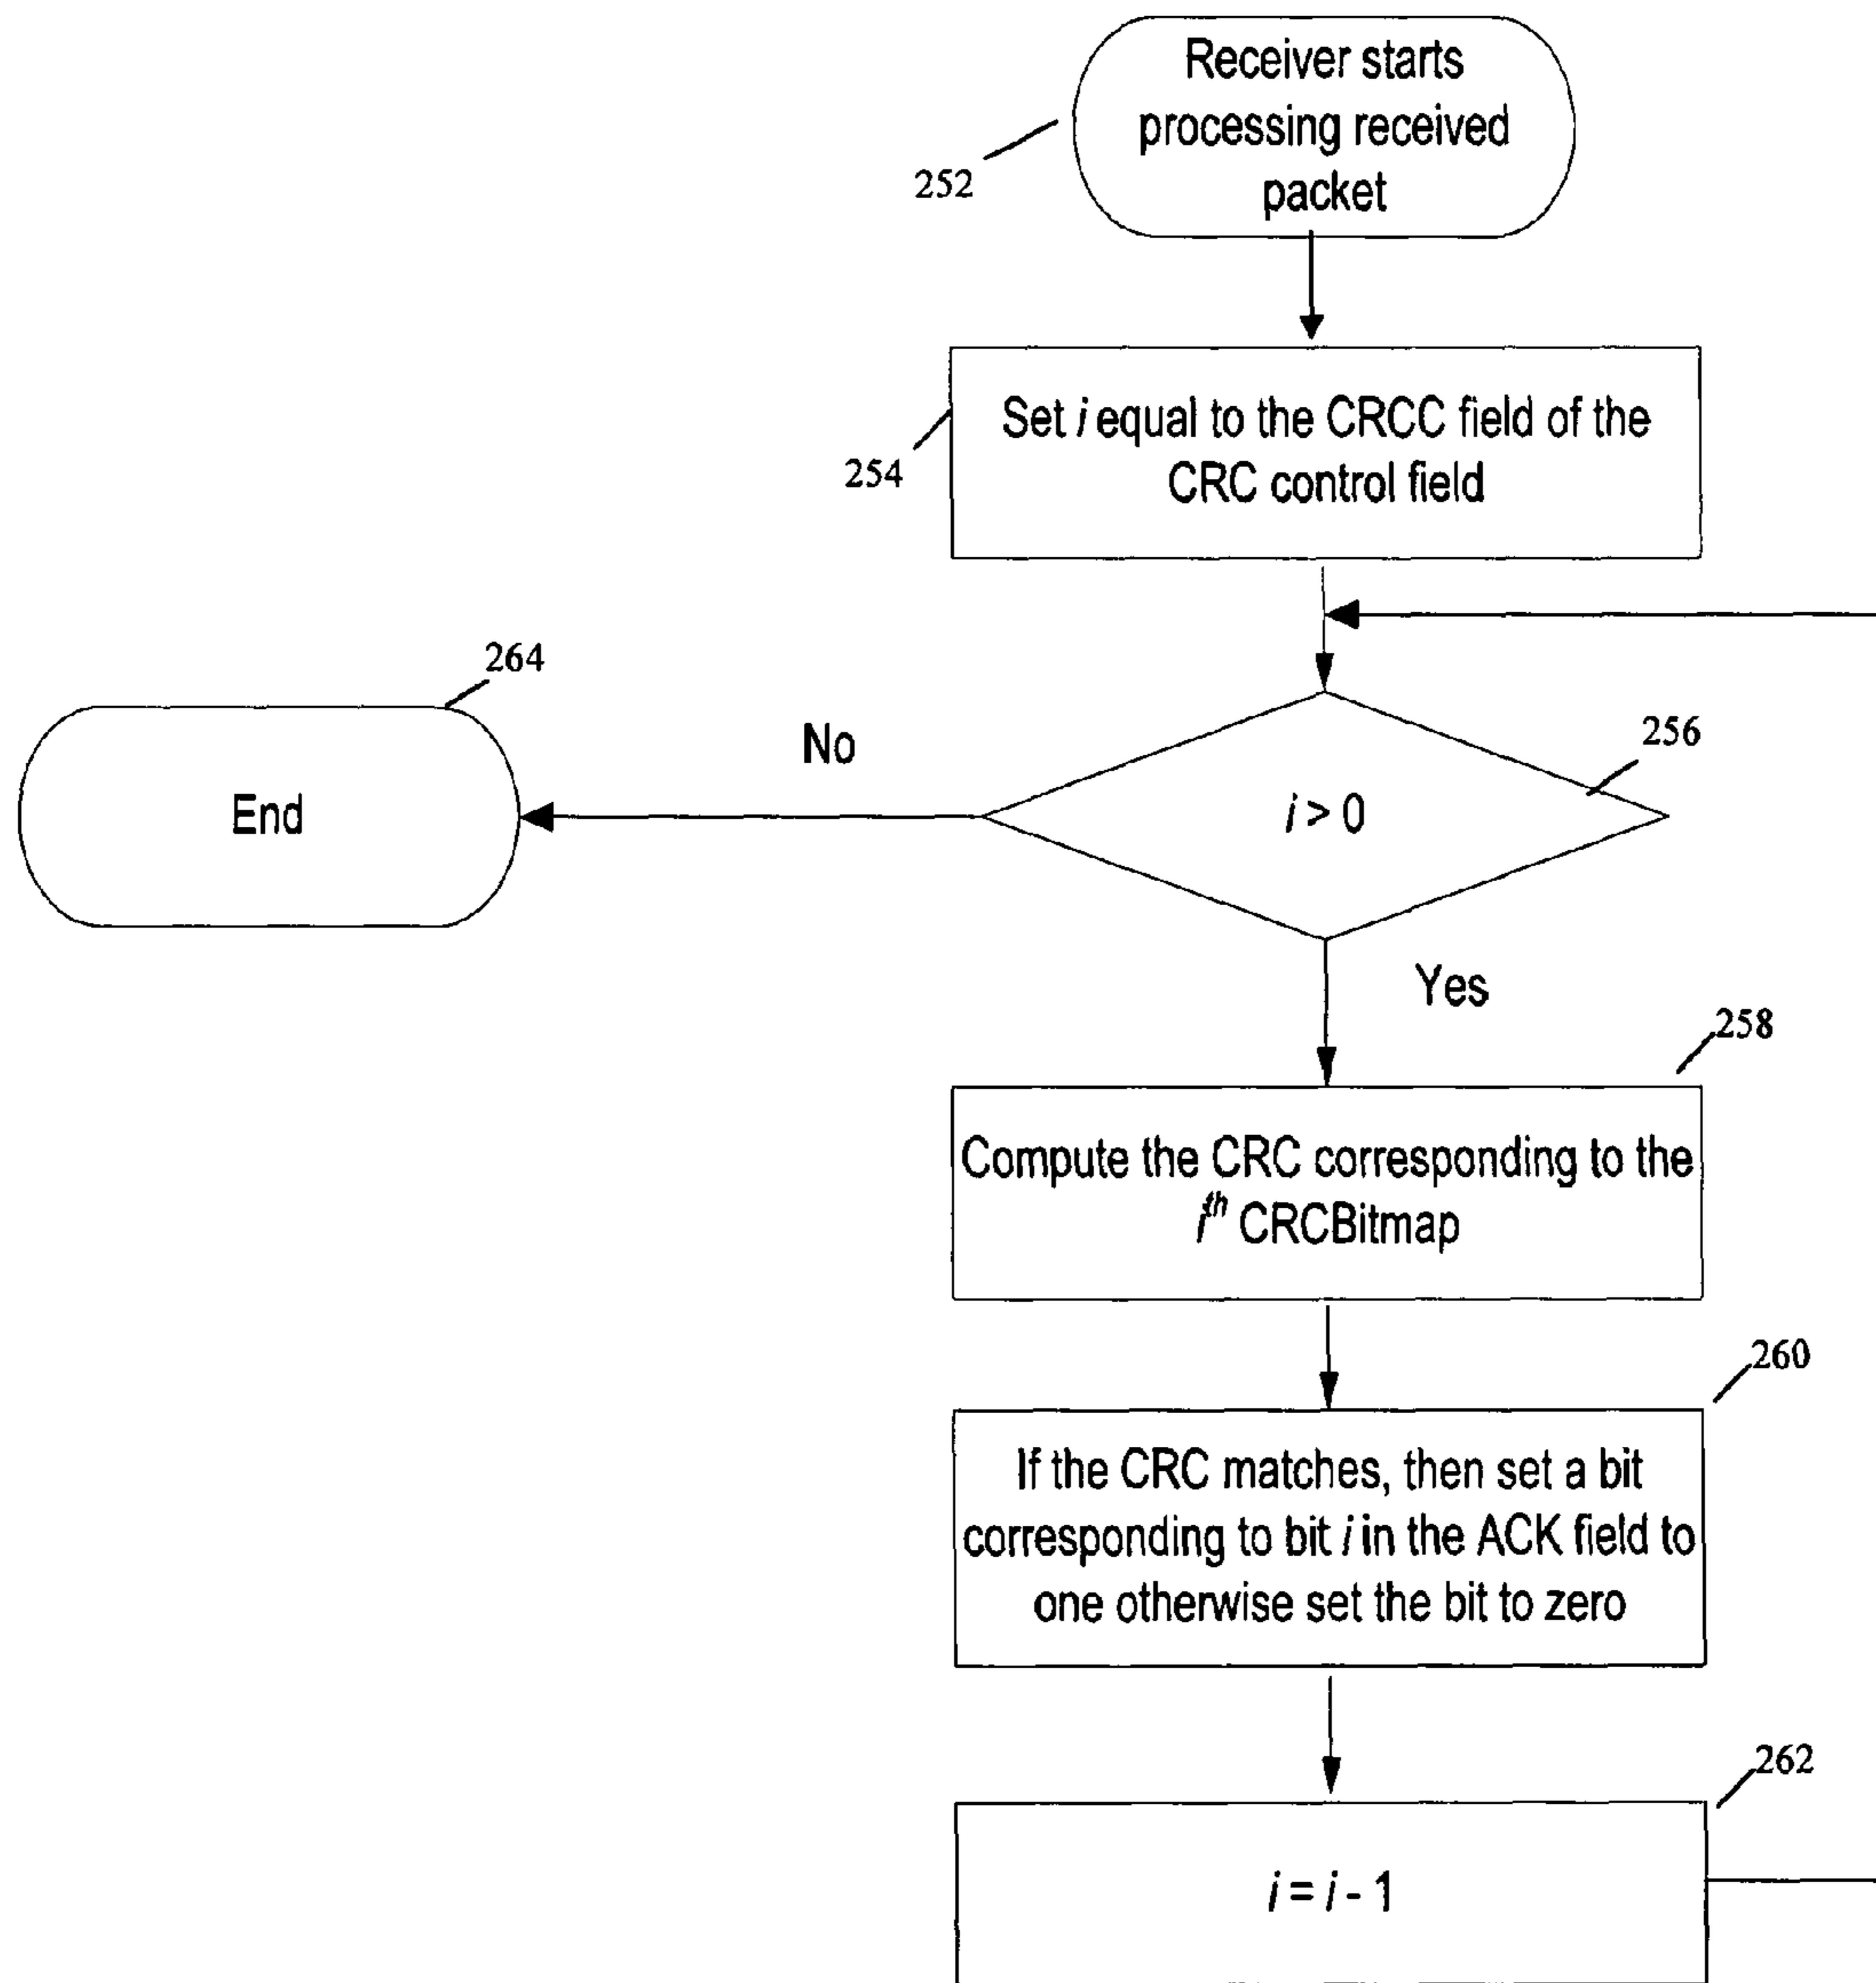 Receiver starts
processing received
packet
252
Set i equal to the CRCC field of the
CRC control field
254
264
End
No
256
i > 0
Yes
258
Compute the CRC corresponding to the
ith CRCBitmap
260
If the CRC matches, then set a bit
corresponding to bit i in the ACK field to
one otherwise set the bit to zero
262
i = i - 1